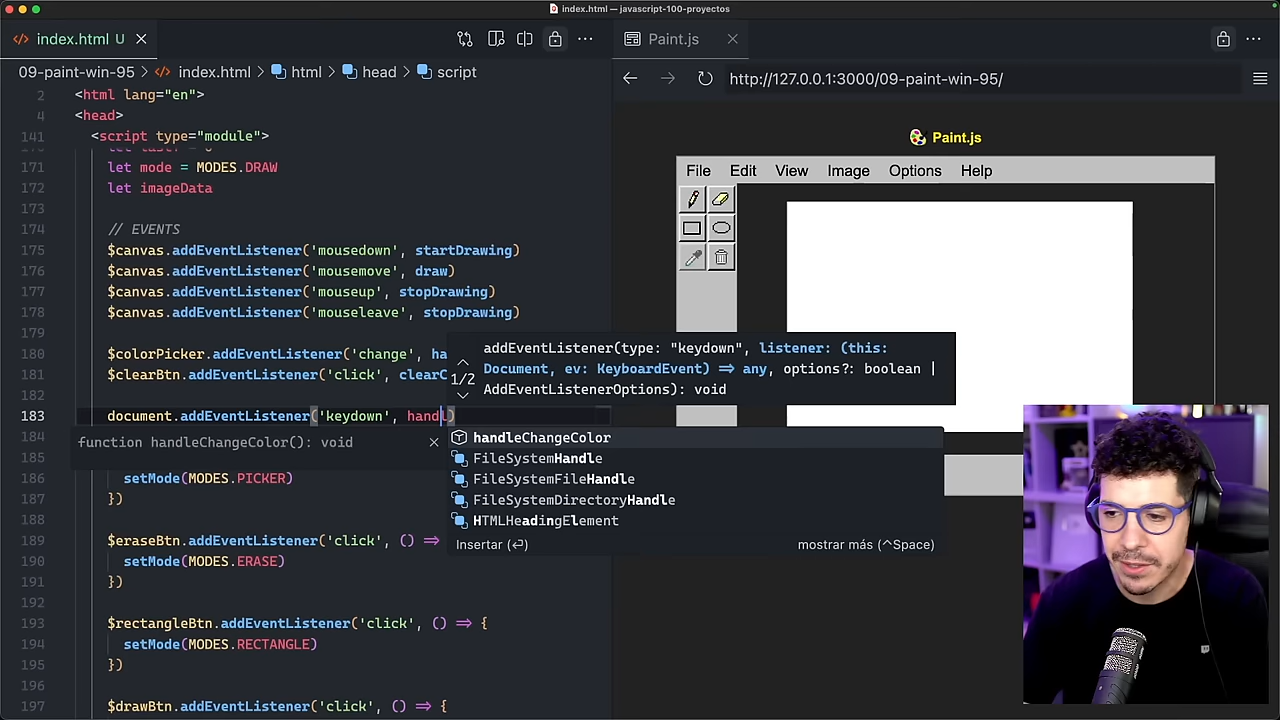 index.html — javascript-100-proyectos
index.html U
Paint.js
09-paint-win-95 > index.html > html > head > script
http://127.0.0.1:3000/09-paint-win-95/
2 <html lang="en">
4 <head>
141 <script type="module">
171 let mode = MODES.DRAW
172 let imageData
173
174 // EVENTS
175 $canvas.addEventListener('mousedown', startDrawing)
176 $canvas.addEventListener('mousemove', draw)
177 $canvas.addEventListener('mouseup', stopDrawing)
178 $canvas.addEventListener('mouseleave', stopDrawing)
179
180 $colorPicker.addEventListener('change', ha
181 $clearBtn.addEventListener('click', clearC
182
183 document.addEventListener('keydown', handl)
184
function handleChangeColor(): void
185
186 setMode(MODES.PICKER)
187 })
188
189 $eraseBtn.addEventListener('click', () =>
190 setMode(MODES.ERASE)
191 })
192
193 $rectangleBtn.addEventListener('click', () => {
194 setMode(MODES.RECTANGLE)
195 })
196
197 $drawBtn.addEventListener('click', () => {
addEventListener(type: "keydown", listener: (this:
1/2 Document, ev: KeyboardEvent) => any, options?: boolean |
AddEventListenerOptions): void
handleChangeColor
FileSystemHandle
FileSystemFileHandle
FileSystemDirectoryHandle
HTMLHeadingElement
Insertar (⏎) mostrar más (^Space)
Paint.js
File Edit View Image Options Help